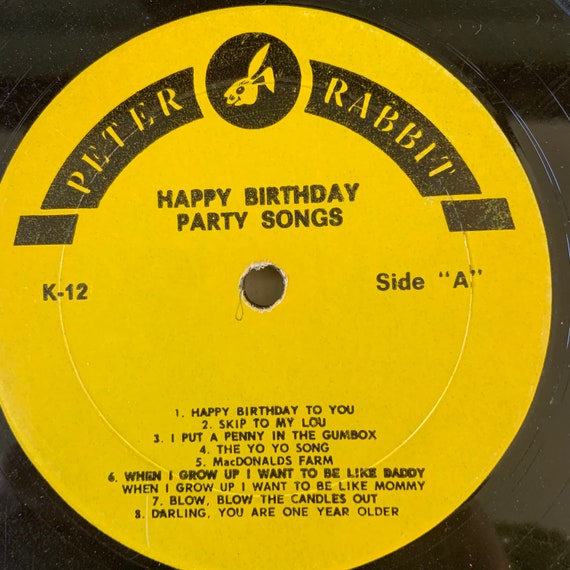 PETER RABBIT
HAPPY BIRTHDAY
PARTY SONGS
K-12
Side "A"
1. HAPPY BIRTHDAY TO YOU
2. SKIP TO MY LOU
3. I PUT A PENNY IN THE GUMBOX
4. THE YO YO SONG
5. MacDONALDS FARM
6. WHEN I GROW UP I WANT TO BE LIKE DADDY
WHEN I GROW UP I WANT TO BE LIKE MOMMY
7. BLOW, BLOW THE CANDLES OUT
8. DARLING, YOU ARE ONE YEAR OLDER